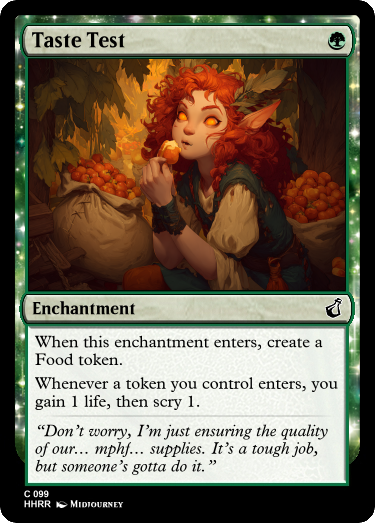 Taste Test
Enchantment
When this enchantment enters, create a
Food token.
Whenever a token you control enters, you
gain 1 life, then scry 1.
“Don’t worry, I’m just ensuring the quality
of our... mphf... supplies. It’s a tough job,
but someone’s gotta do it.”
C 099
HHRR MIDJOURNEY